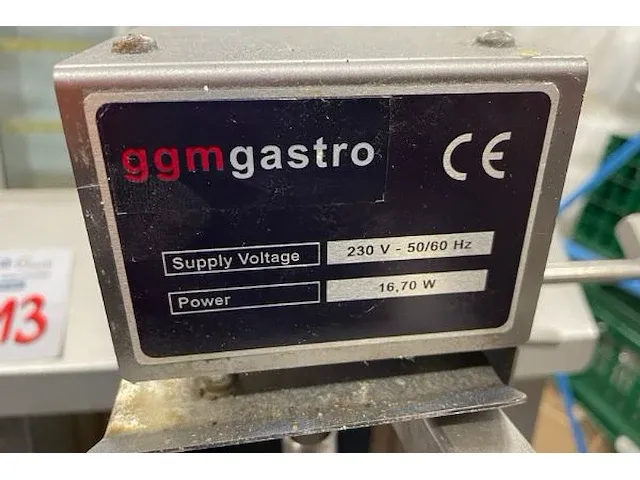 ggmgastro CE
Supply Voltage 230 V - 50/60 Hz
Power 16,70 W
13